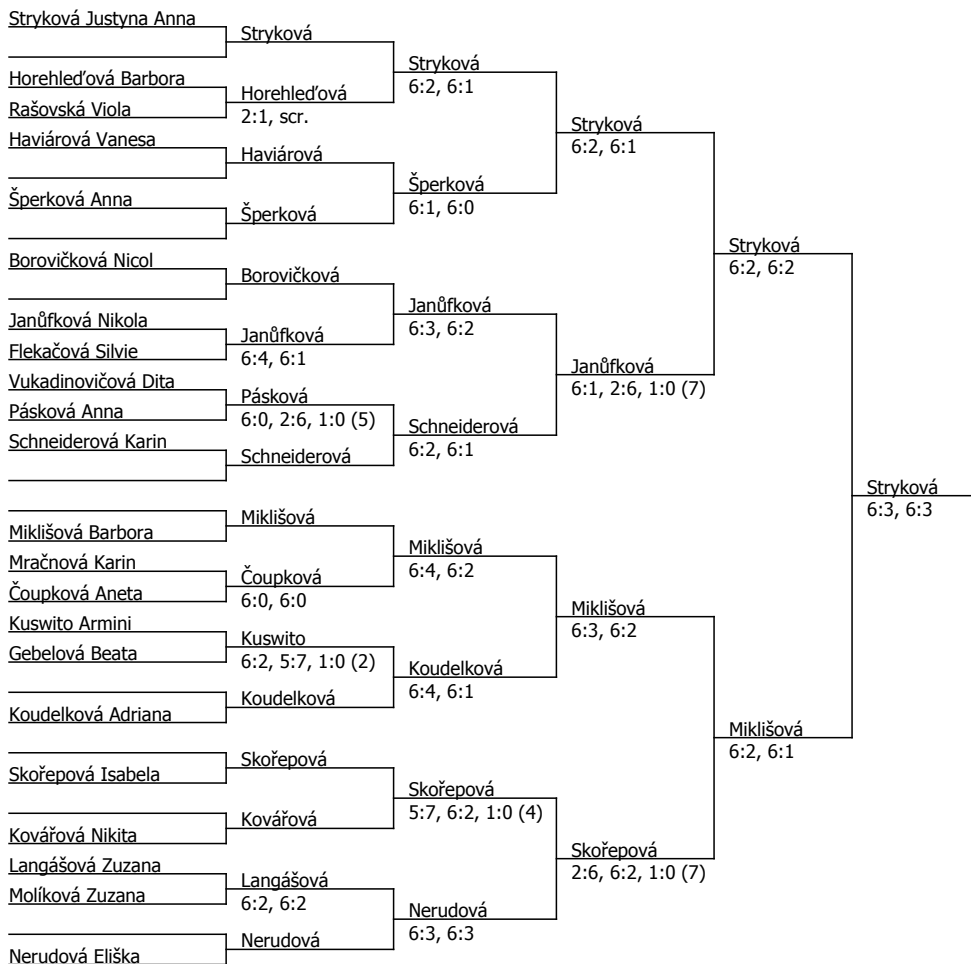 Stryková Justyna Anna
Horehleďová Barbora
Rašovská Viola
Haviárová Vanesa
Šperková Anna
Borovičková Nicol
Janůfková Nikola
Flekačová Silvie
Vukadinovičová Dita
Pásková Anna
Schneiderová Karin
Miklišová Barbora
Mračnová Karin
Čoupková Aneta
Kuswito Armini
Gebelová Beata
Koudelková Adriana
Skořepová Isabela
Kovářová Nikita
Langášová Zuzana
Molíková Zuzana
Nerudová Eliška
Stryková
Horehleďová
2:1, scr.
Haviárová
Šperková
Borovičková
Janůfková
6:4, 6:1
Pásková
6:0, 2:6, 1:0 (5)
Schneiderová
Miklišová
Čoupková
6:0, 6:0
Kuswito
6:2, 5:7, 1:0 (2)
Koudelková
Skořepová
Kovářová
Langášová
6:2, 6:2
Nerudová
Stryková
6:2, 6:1
Šperková
6:1, 6:0
Janůfková
6:3, 6:2
Schneiderová
6:2, 6:1
Miklišová
6:4, 6:2
Koudelková
6:4, 6:1
Skořepová
5:7, 6:2, 1:0 (4)
Nerudová
6:3, 6:3
Stryková
6:2, 6:1
Janůfková
6:1, 2:6, 1:0 (7)
Miklišová
6:3, 6:2
Skořepová
2:6, 6:2, 1:0 (7)
Stryková
6:2, 6:2
Miklišová
6:2, 6:1
Stryková
6:3, 6:3